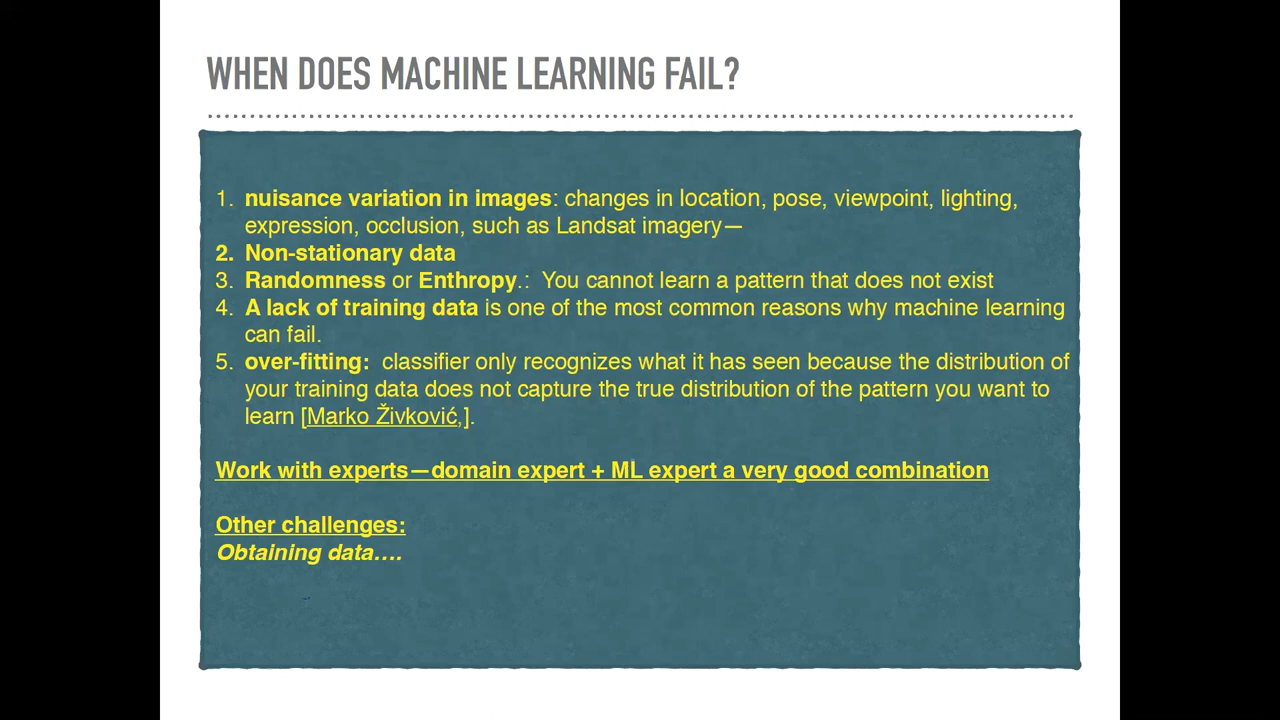 WHEN DOES MACHINE LEARNING FAIL?
1. nuisance variation in images: changes in location, pose, viewpoint, lighting,
expression, occlusion, such as Landsat imagery—
2. Non-stationary data
3. Randomness or Enthropy.: You cannot learn a pattern that does not exist
4. A lack of training data is one of the most common reasons why machine learning
can fail.
5. over-fitting: classifier only recognizes what it has seen because the distribution of
your training data does not capture the true distribution of the pattern you want to
learn [Marko Živković,].
Work with experts—domain expert + ML expert a very good combination
Other challenges:
Obtaining data....